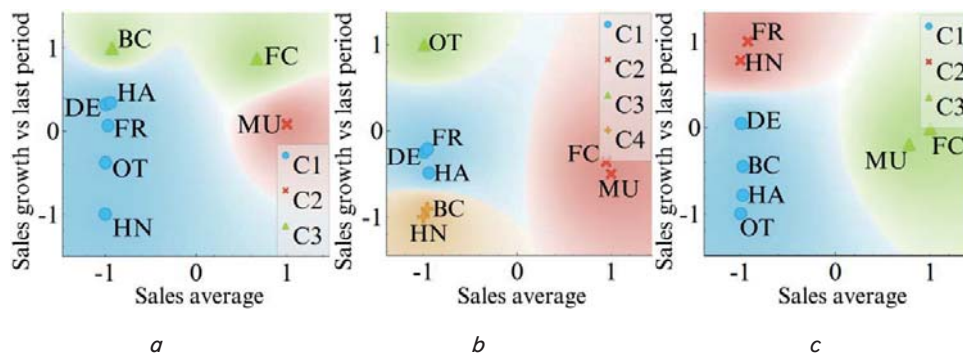 Sales growth vs last period
1
0
-1
BC
FC
DE
HA
FR
MU
OT
HN
C1
C2
C3
-1
0
1
Sales average
a
Sales growth vs last period
1
0
-1
OT
FR
DE
HA
FC
MU
BC
HN
C1
C2
C3
C4
-1
0
1
Sales average
b
Sales growth vs last period
1
0
-1
FR
HN
DE
BC
HA
OT
MU
FC
C1
C2
C3
-1
0
1
Sales average
c